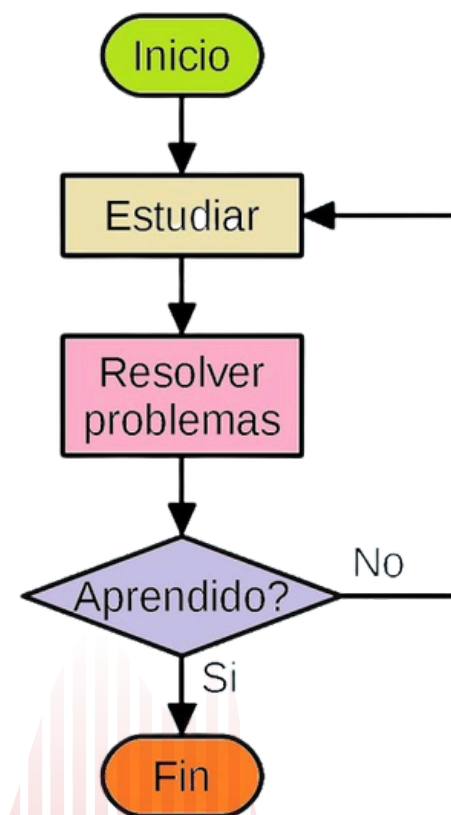 Inicio
Estudiar
Resolver
problemas
Aprendido?
No
Si
Fin